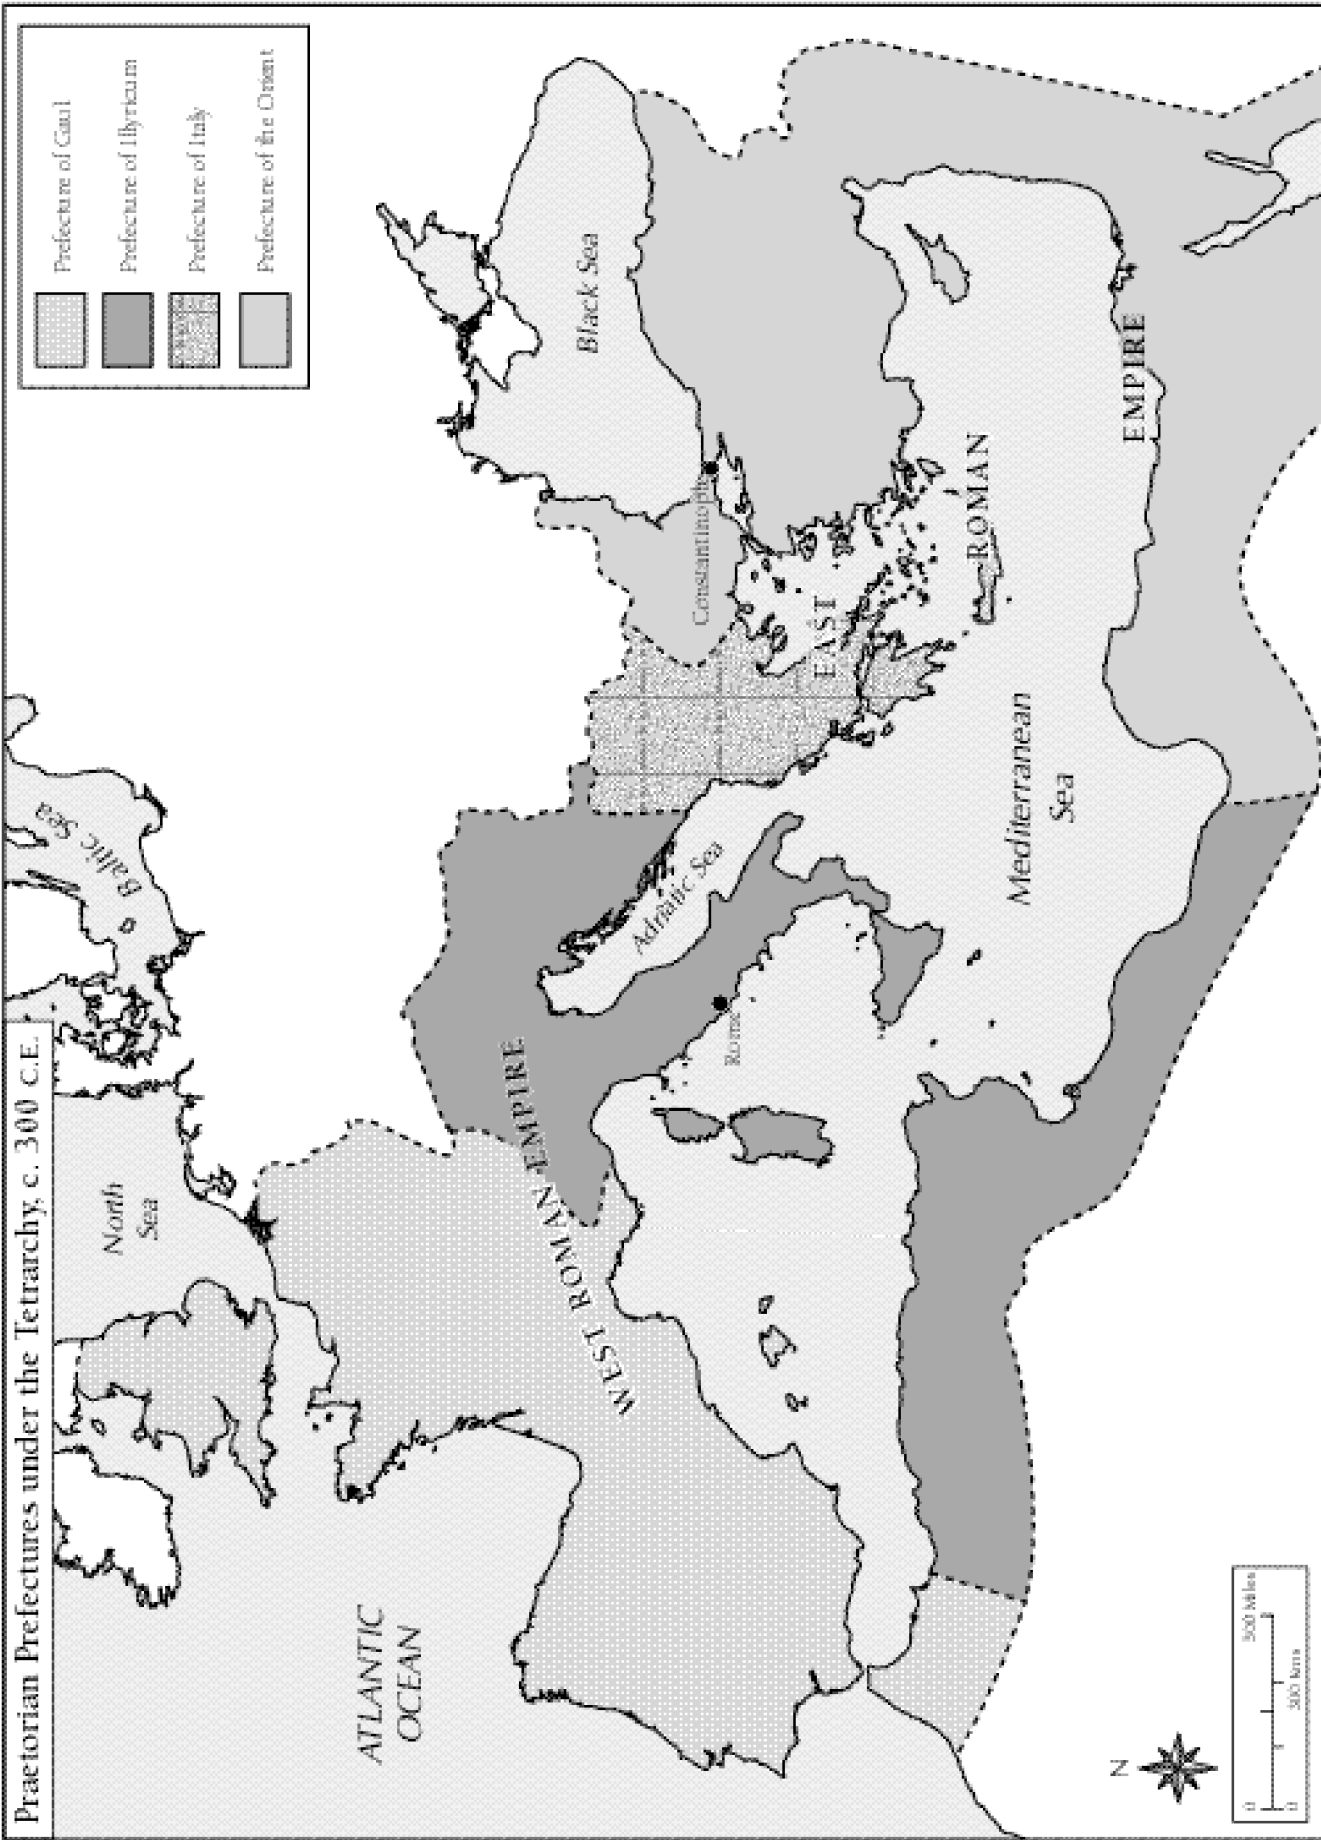 Praetorian Prefectures under the Tetrarchy, c. 300 C.E.
Prefecture of Gaul
Prefecture of Illyricum
Prefecture of Italy
Prefecture of the Orient
North
Sea
Baltic Sea
ATLANTIC
OCEAN
WEST ROMAN EMPIRE
Adriatic Sea
Rome
Black Sea
Constantinople
EAST
ROMAN
EMPIRE
Mediterranean
Sea
N
0
300 Miles
0
300 kms